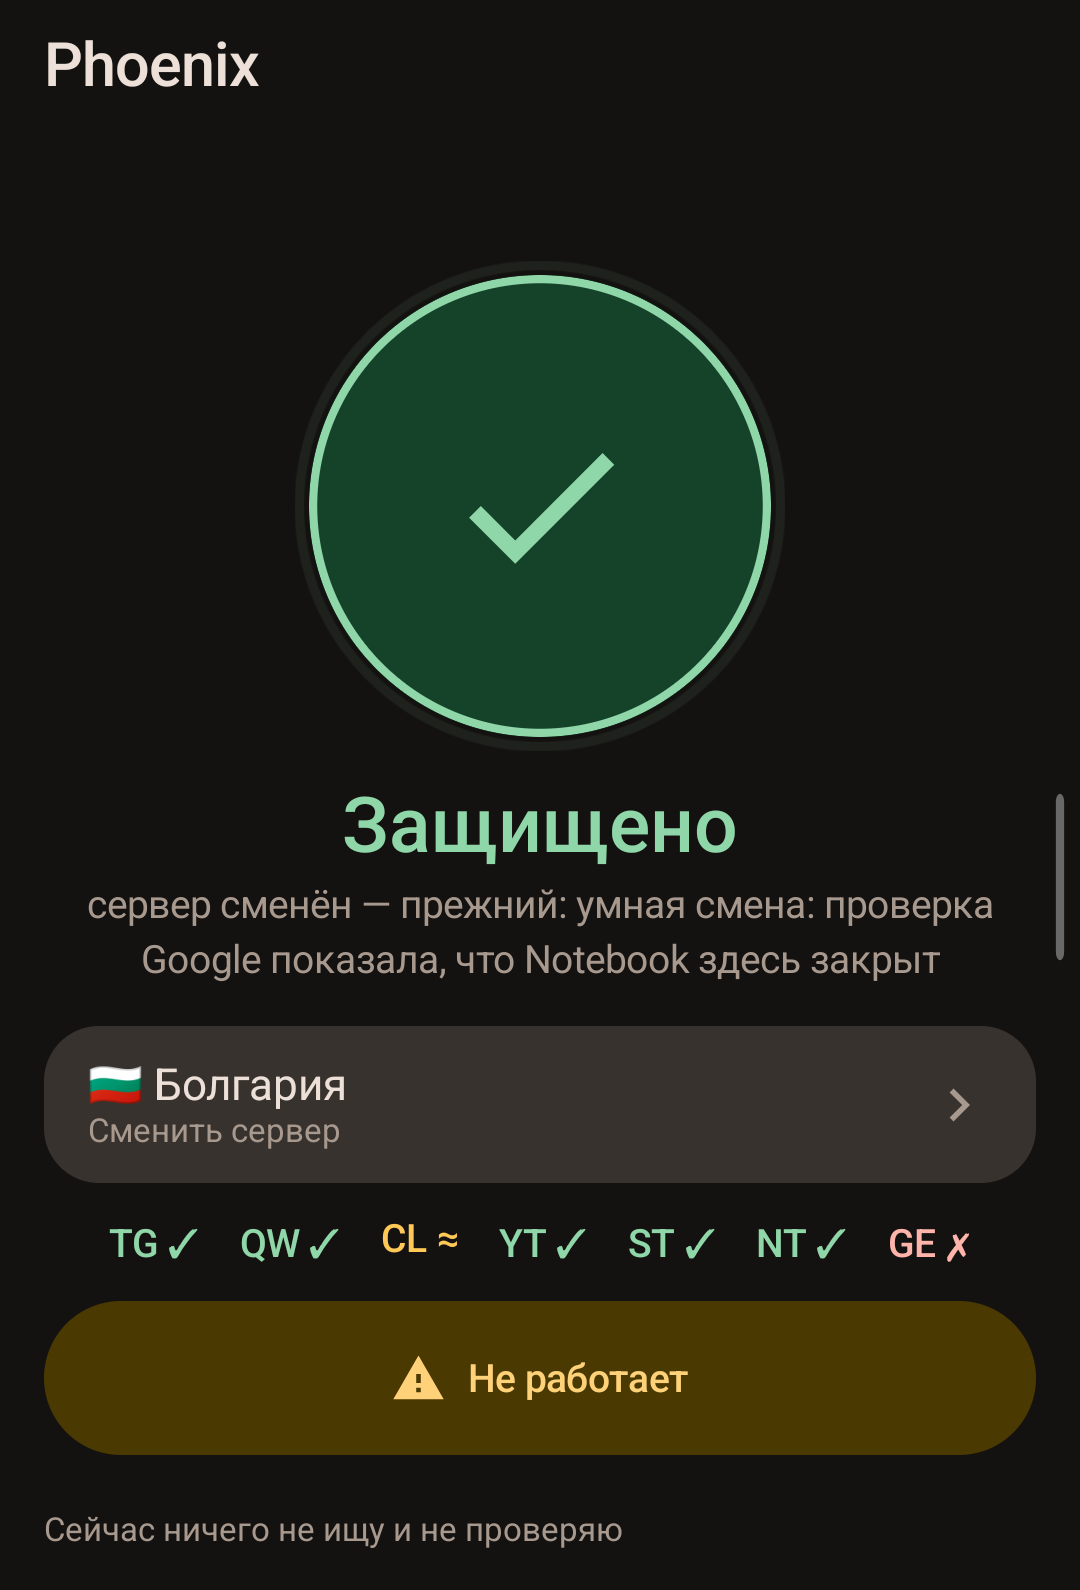 Phoenix
Защищено
сервер сменён — прежний: умная смена: проверка
Google показала, что Notebook здесь закрыт
🇧🇬 Болгария
Сменить сервер
TG ✓ QW ✓ CL ≈ YT ✓ ST ✓ NT ✓ GE ✗
Не работает
Сейчас ничего не ищу и не проверяю